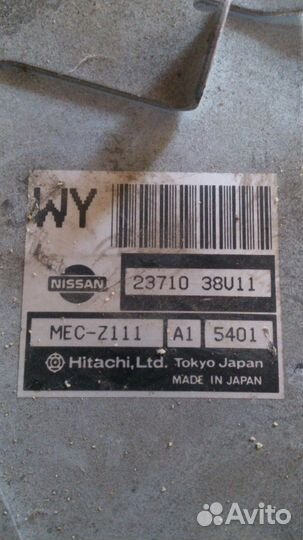 WY
NISSAN 23710 38U11
MEC-Z111 A1 5401
Hitachi, Ltd. Tokyo Japan
MADE IN JAPAN
Avito